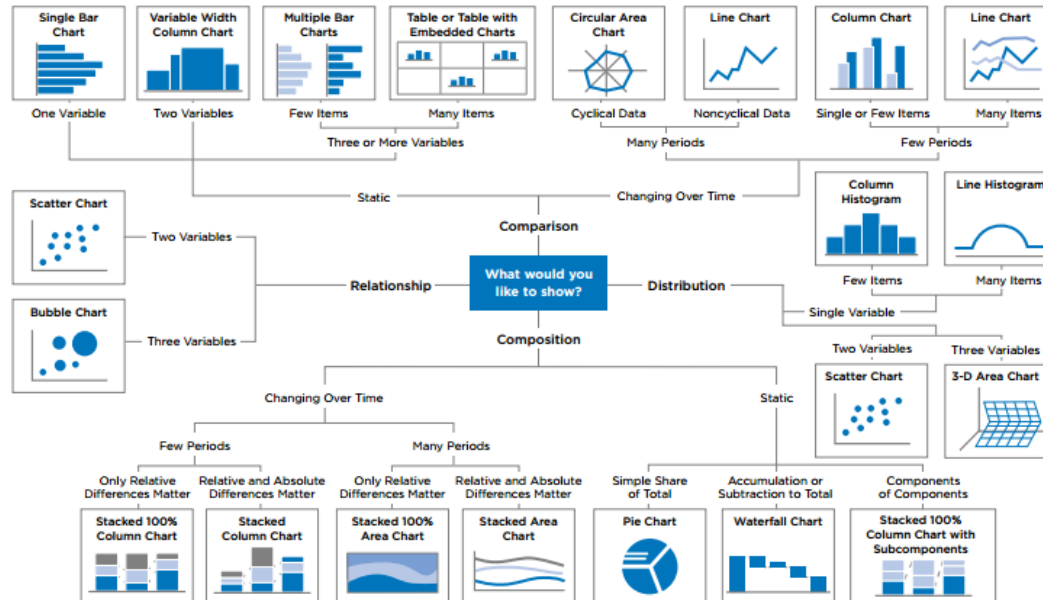 Single Bar
Chart
Variable Width
Column Chart
Multiple Bar
Charts
Table or Table with
Embedded Charts
Circular Area
Chart
Line Chart
Column Chart
Line Chart
One Variable
Two Variables
Few Items
Many Items
Cyclical Data
Noncyclical Data
Single or Few Items
Many Items
Three or More Variables
Many Periods
Few Periods
Static
Changing Over Time
Column
Histogram
Line Histogram
Scatter Chart
Comparison
Two Variables
Few Items
Many Items
Relationship
What would you
like to show?
Distribution
Single Variable
Bubble Chart
Three Variables
Composition
Two Variables
Three Variables
Scatter Chart
3-D Area Chart
Changing Over Time
Static
Few Periods
Many Periods
Only Relative
Differences Matter
Relative and Absolute
Differences Matter
Only Relative
Differences Matter
Relative and Absolute
Differences Matter
Simple Share
of Total
Accumulation or
Subtraction to Total
Components
of Components
Stacked 100%
Column Chart
Stacked
Column Chart
Stacked 100%
Area Chart
Stacked Area
Chart
Pie Chart
Waterfall Chart
Stacked 100%
Column Chart with
Subcomponents